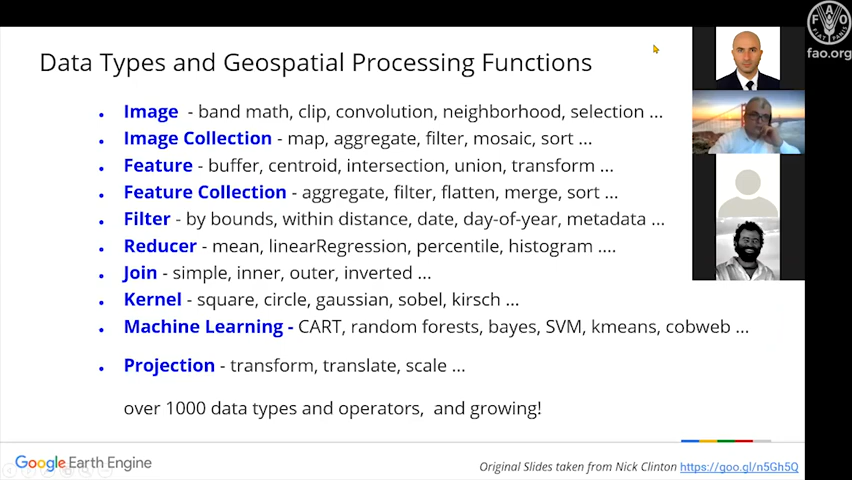 Data Types and Geospatial Processing Functions
• Image - band math, clip, convolution, neighborhood, selection ...
• Image Collection - map, aggregate, filter, mosaic, sort ...
• Feature - buffer, centroid, intersection, union, transform ...
• Feature Collection - aggregate, filter, flatten, merge, sort ...
• Filter - by bounds, within distance, date, day-of-year, metadata ...
• Reducer - mean, linearRegression, percentile, histogram ....
• Join - simple, inner, outer, inverted ...
• Kernel - square, circle, gaussian, sobel, kirsch ...
• Machine Learning - CART, random forests, bayes, SVM, kmeans, cobweb ...
• Projection - transform, translate, scale ...
over 1000 data types and operators, and growing!
Google Earth Engine
Original Slides taken from Nick Clinton https://goo.gl/n5Gh5Q
FAO
FIAT PANIS
fao.org